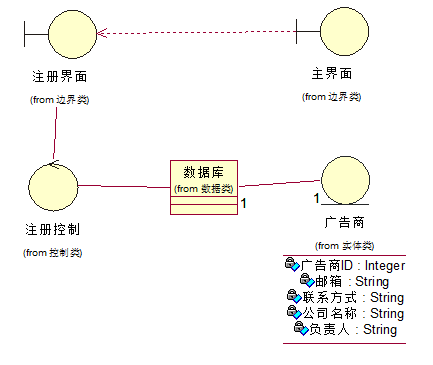 注册界面
(from 边界类)
主界面
(from 边界类)
注册控制
(from 控制类)
数据库
(from 数据类)
1
1
广告商
(from 实体类)
广告商ID : Integer
邮箱 : String
联系方式 : String
公司名称 : String
负责人 : String